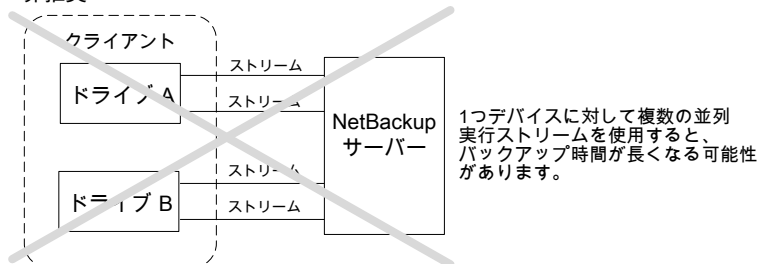 クライアント
ドライブ A
ドライブ B
ストリーム
ストリーム
ストリーム
ストリーム
NetBackup
サーバー
1つデバイスに対して複数の並列
実行ストリームを使用すると、
バックアップ時間が長くなる可能性
があります。